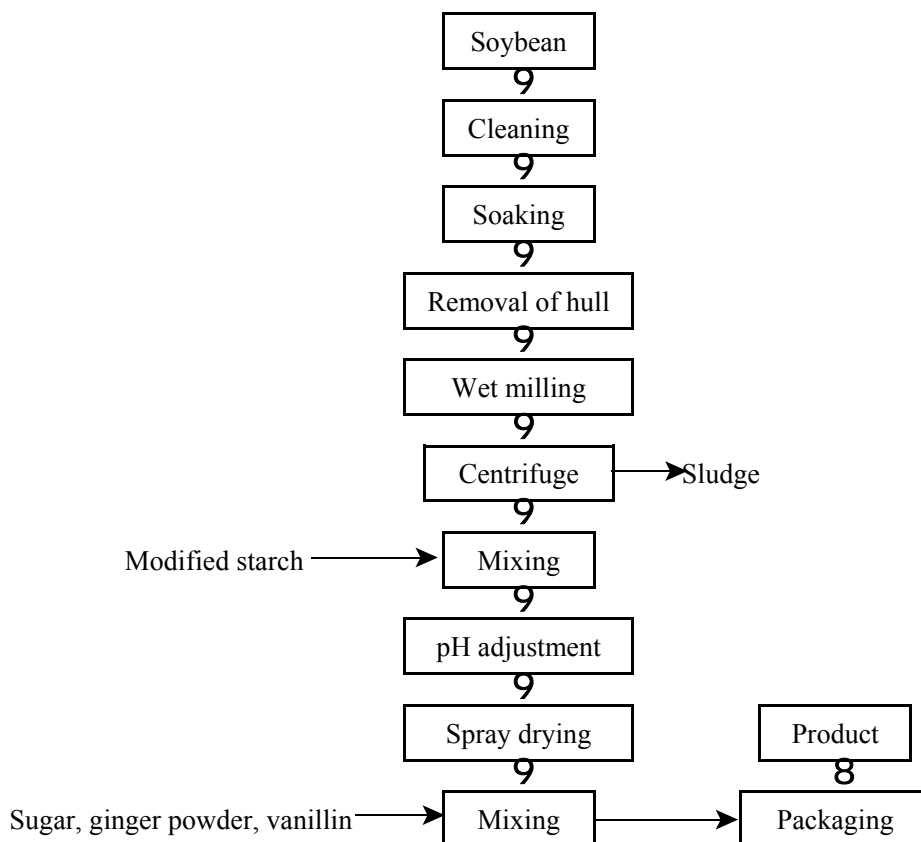 Soybean
9
Cleaning
9
Soaking
9
Removal of hull
9
Wet milling
9
Centrifuge
Sludge
9
Modified starch
Mixing
9
pH adjustment
9
Spray drying
Product
9
8
Sugar, ginger powder, vanillin
Mixing
Packaging